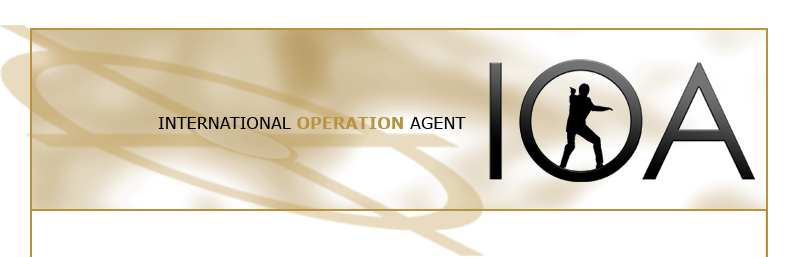 INTERNATIONAL OPERATION AGENT IOA